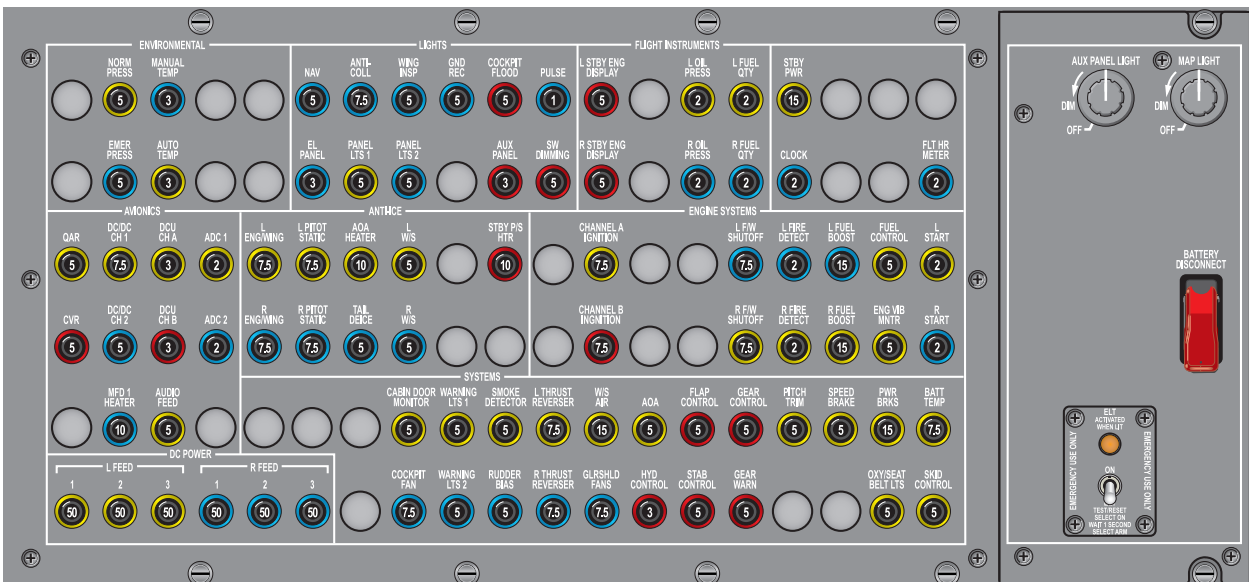 ENVIRONMENTAL
NORM PRESS
MANUAL TEMP
5
3
EMER PRESS
AUTO TEMP
5
3
LIGHTS
NAV
ANTI-COLL
WING INSP
GND REC
COCKPIT FLOOD
PULSE
5
7.5
5
5
5
1
EL PANEL
PANEL LTS 1
PANEL LTS 2
AUX PANEL
SW DIMMING
3
5
5
3
5
FLIGHT INSTRUMENTS
L STBY ENG DISPLAY
L OIL PRESS
L FUEL QTY
5
2
2
R STBY ENG DISPLAY
R OIL PRESS
R FUEL QTY
5
2
2
STBY PWR
15
CLOCK
FLT HR METER
2
2
AVIONICS
QAR
DC/DC CH 1
DCU CH A
ADC 1
5
7.5
3
2
CVR
DC/DC CH 2
DCU CH B
ADC 2
5
5
3
2
MFD 1 HEATER
AUDIO FEED
10
5
ANTI-ICE
L ENG/WING
L PITOT STATIC
AOA HEATER
L W/S
STBY P/S HTR
7.5
7.5
10
5
10
R ENG/WING
R PITOT STATIC
TAIL DEICE
R W/S
7.5
7.5
5
5
ENGINE SYSTEMS
CHANNEL A IGNITION
L F/W SHUTOFF
L FIRE DETECT
L FUEL BOOST
FUEL CONTROL
L START
7.5
7.5
2
15
5
2
CHANNEL B INGNITION
R F/W SHUTOFF
R FIRE DETECT
R FUEL BOOST
ENG VIB MNTR
R START
7.5
7.5
2
15
5
2
SYSTEMS
CABIN DOOR MONITOR
WARNING LTS 1
SMOKE DETECTOR
L THRUST REVERSER
W/S AIR
AOA
FLAP CONTROL
GEAR CONTROL
PITCH TRIM
SPEED BRAKE
PWR BRKS
BATT TEMP
5
5
5
7.5
15
5
5
5
5
5
15
7.5
COCKPIT FAN
WARNING LTS 2
RUDDER BIAS
R THRUST REVERSER
GLRSHLD FANS
HYD CONTROL
STAB CONTROL
GEAR WARN
OXY/SEAT BELT LTS
SKID CONTROL
7.5
5
5
7.5
7.5
3
5
5
5
5
DC POWER
L FEED
R FEED
1
2
3
1
2
3
50
50
50
50
50
50
AUX PANEL LIGHT
DIM
OFF
MAP LIGHT
DIM
OFF
BATTERY DISCONNECT
ELT
ACTIVATED
WHEN LIT
EMERGENCY USE ONLY
EMERGENCY USE ONLY
ON
TEST/RESET
SELECT ON
WAIT 1 SECOND
SELECT ARM